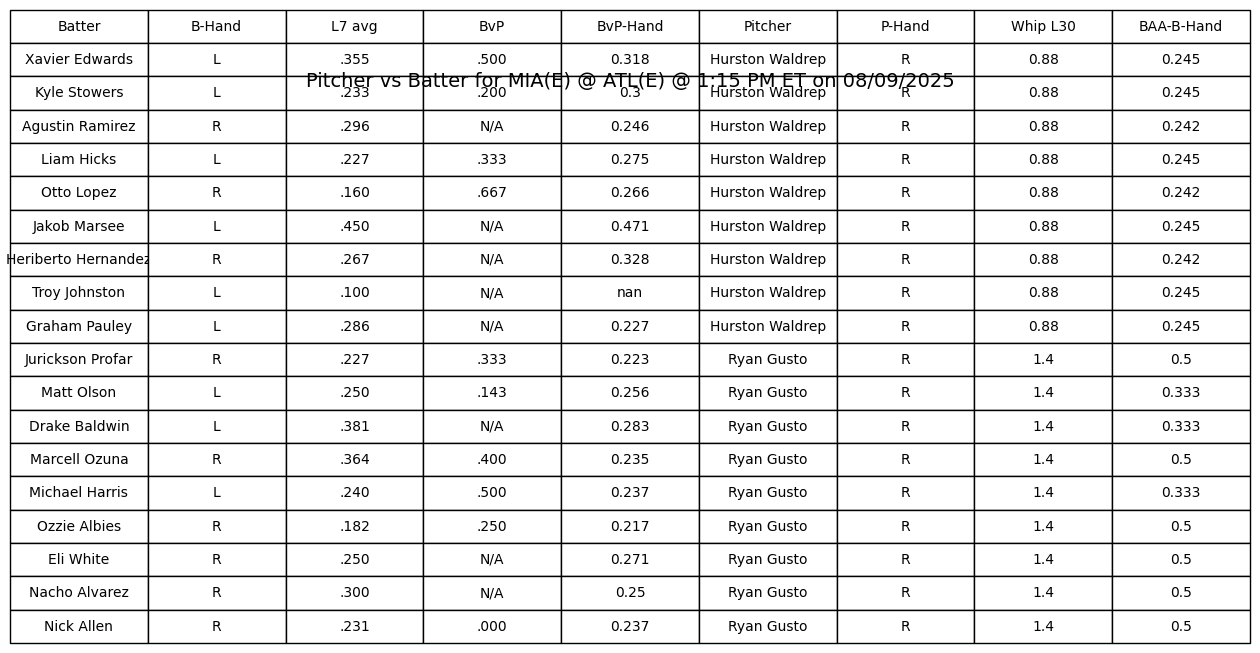 Batter B-Hand L7 avg BvP BvP-Hand Pitcher P-Hand Whip L30 BAA-B-Hand
Xavier Edwards L .355 .500 0.318 Hurston Waldrep R 0.88 0.245
Pitcher vs Batter for MIA(E) @ ATL(E) @ 1:15 PM ET on 08/09/2025
Kyle Stowers L .233 .200 0.3 Hurston Waldrep R 0.88 0.245
Agustin Ramirez R .296 N/A 0.246 Hurston Waldrep R 0.88 0.242
Liam Hicks L .227 .333 0.275 Hurston Waldrep R 0.88 0.245
Otto Lopez R .160 .667 0.266 Hurston Waldrep R 0.88 0.242
Jakob Marsee L .450 N/A 0.471 Hurston Waldrep R 0.88 0.245
Heriberto Hernandez R .267 N/A 0.328 Hurston Waldrep R 0.88 0.242
Troy Johnston L .100 N/A nan Hurston Waldrep R 0.88 0.245
Graham Pauley L .286 N/A 0.227 Hurston Waldrep R 0.88 0.245
Jurickson Profar R .227 .333 0.223 Ryan Gusto R 1.4 0.5
Matt Olson L .250 .143 0.256 Ryan Gusto R 1.4 0.333
Drake Baldwin L .381 N/A 0.283 Ryan Gusto R 1.4 0.333
Marcell Ozuna R .364 .400 0.235 Ryan Gusto R 1.4 0.5
Michael Harris L .240 .500 0.237 Ryan Gusto R 1.4 0.333
Ozzie Albies R .182 .250 0.217 Ryan Gusto R 1.4 0.5
Eli White R .250 N/A 0.271 Ryan Gusto R 1.4 0.5
Nacho Alvarez R .300 N/A 0.25 Ryan Gusto R 1.4 0.5
Nick Allen R .231 .000 0.237 Ryan Gusto R 1.4 0.5